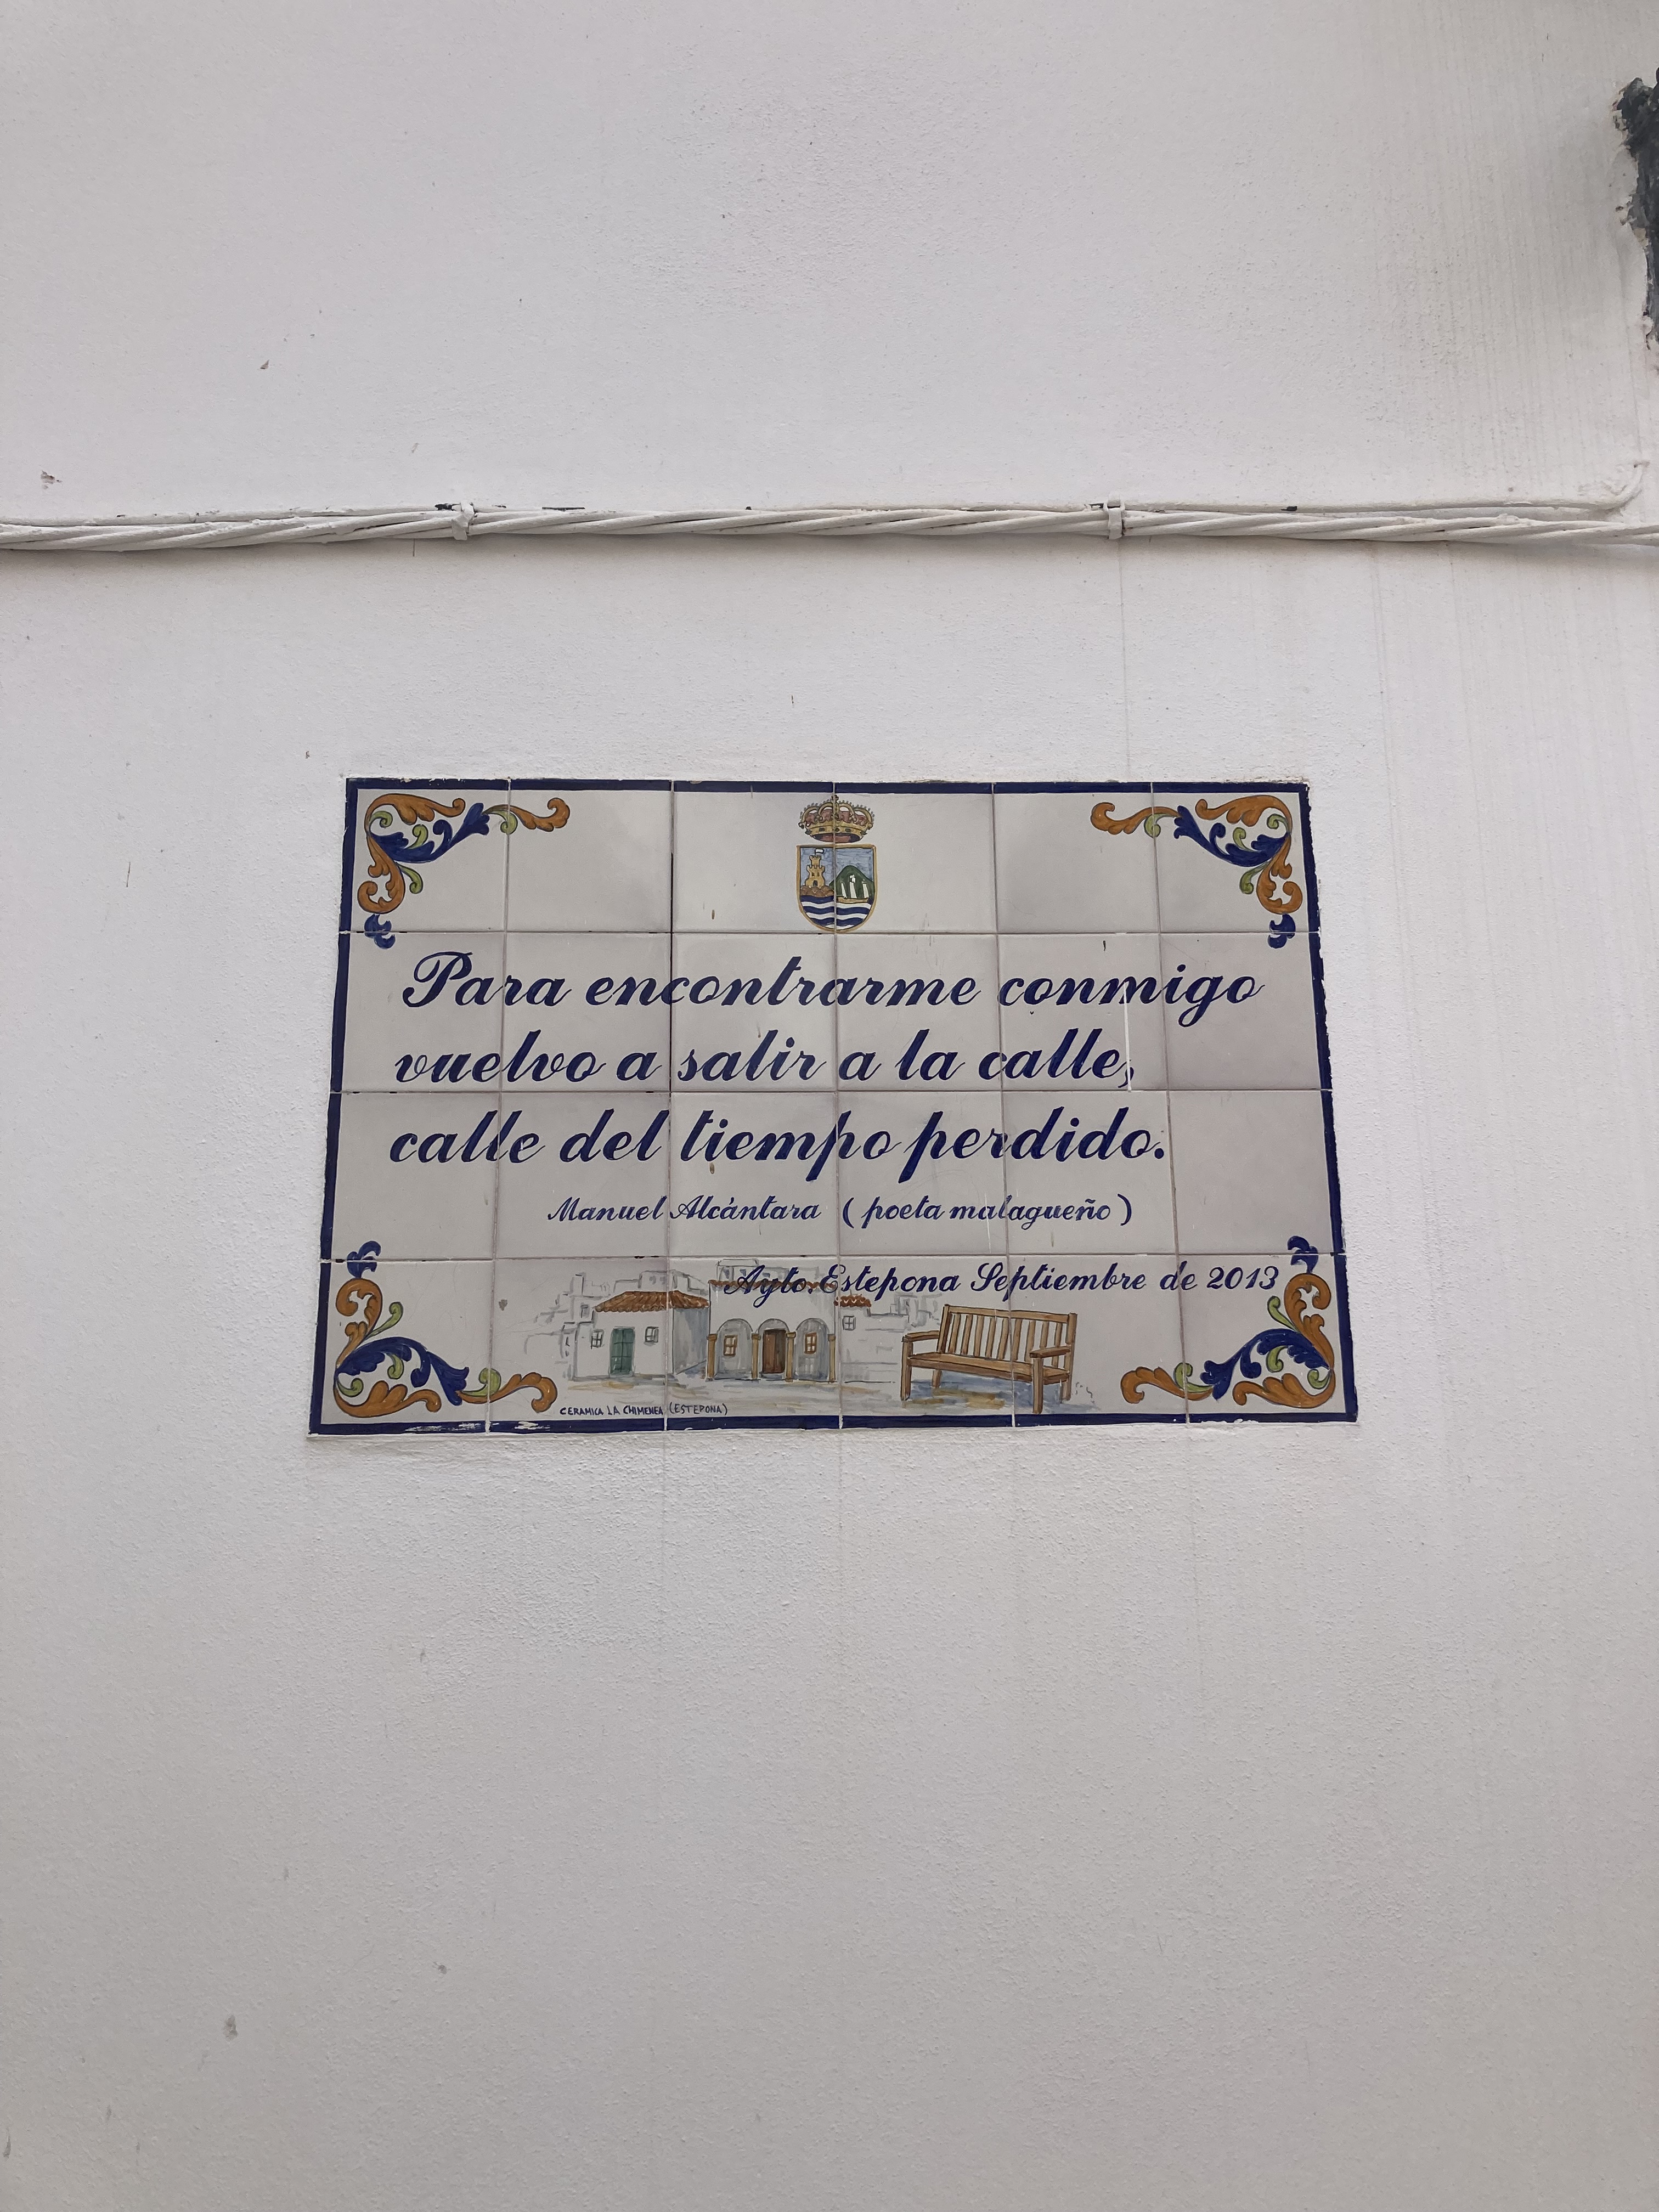 Para encontrarme conmigo
vuelvo a salir a la calle,
calle del tiempo perdido.
Manuel Alcántara (poeta malagueño)
Ayto. Estepona Septiembre de 2013
CERAMICA LA CHIMENEA (ESTEPONA)